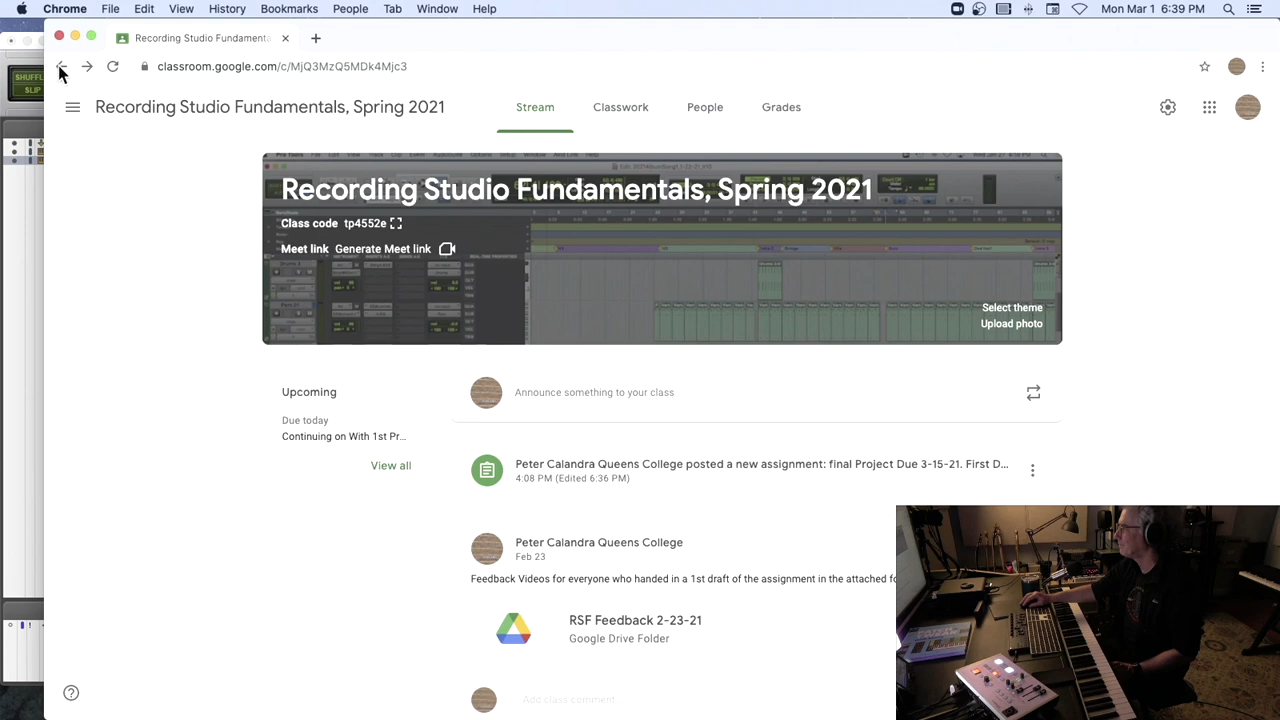 Chrome File Edit View History Bookmarks People Tab Window Help Mon Mar 1 6:39 PM
Recording Studio Fundamenta
classroom.google.com/c/MjQ3MzQ5MDk4Mjc3
SHUFFL
SLIP
Recording Studio Fundamentals, Spring 2021 Stream Classwork People Grades
Recording Studio Fundamentals, Spring 2021
Class code tp4552e
Meet link Generate Meet link
Select theme
Upload photo
Upcoming
Due today
Continuing on With 1st Pr...
View all
Announce something to your class
Peter Calandra Queens College posted a new assignment: final Project Due 3-15-21. First D...
4:08 PM (Edited 6:36 PM)
Peter Calandra Queens College
Feb 23
Feedback Videos for everyone who handed in a 1st draft of the assignment in the attached fo
RSF Feedback 2-23-21
Google Drive Folder
Add class comment